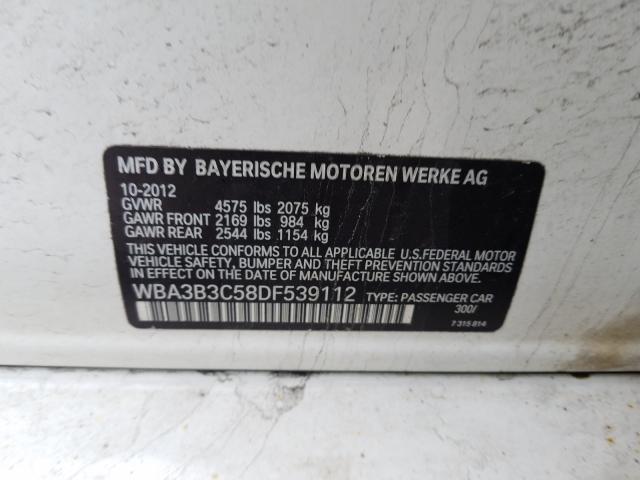 MFD BY BAYERISCHE MOTOREN WERKE AG
10-2012
GVWR 4575 lbs 2075 kg
GAWR FRONT 2169 lbs 984 kg
GAWR REAR 2544 lbs 1154 kg
THIS VEHICLE CONFORMS TO ALL APPLICABLE U.S.FEDERAL MOTOR
VEHICLE SAFETY, BUMPER AND THEFT PREVENTION STANDARDS IN
EFFECT ON THE DATE OF MANUFACTURE SHOWN ABOVE.
WBA3B3C58DF539112 TYPE: PASSENGER CAR
300/
7 315 814